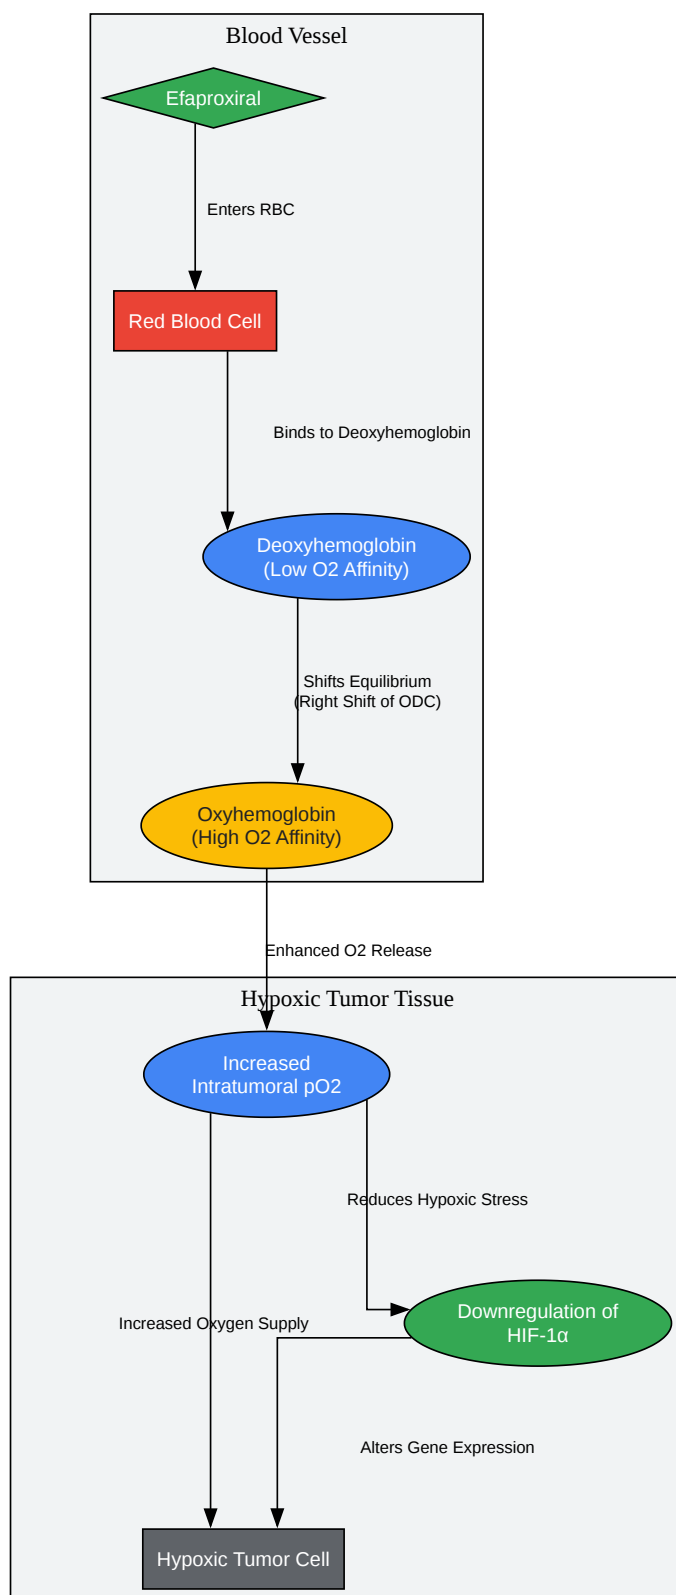 Blood Vessel
Efaproxiral
Enters RBC
Red Blood Cell
Binds to Deoxyhemoglobin
Deoxyhemoglobin
(Low O2 Affinity)
Shifts Equilibrium
(Right Shift of ODC)
Oxyhemoglobin
(High O2 Affinity)
Enhanced O2 Release
Hypoxic Tumor Tissue
Increased
Intratumoral pO2
Reduces Hypoxic Stress
Downregulation of
HIF-1α
Increased Oxygen Supply
Alters Gene Expression
Hypoxic Tumor Cell